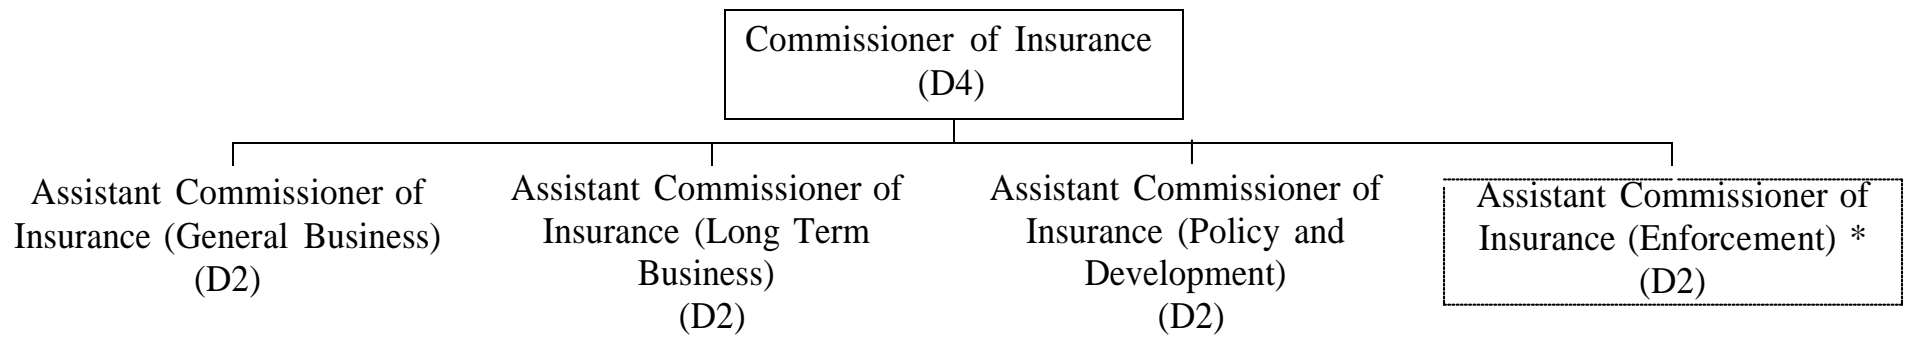 Commissioner of Insurance
(D4)
Assistant Commissioner of
Insurance (General Business)
(D2)
Assistant Commissioner of
Insurance (Long Term
Business)
(D2)
Assistant Commissioner of
Insurance (Policy and
Development)
(D2)
Assistant Commissioner of
Insurance (Enforcement) *
(D2)